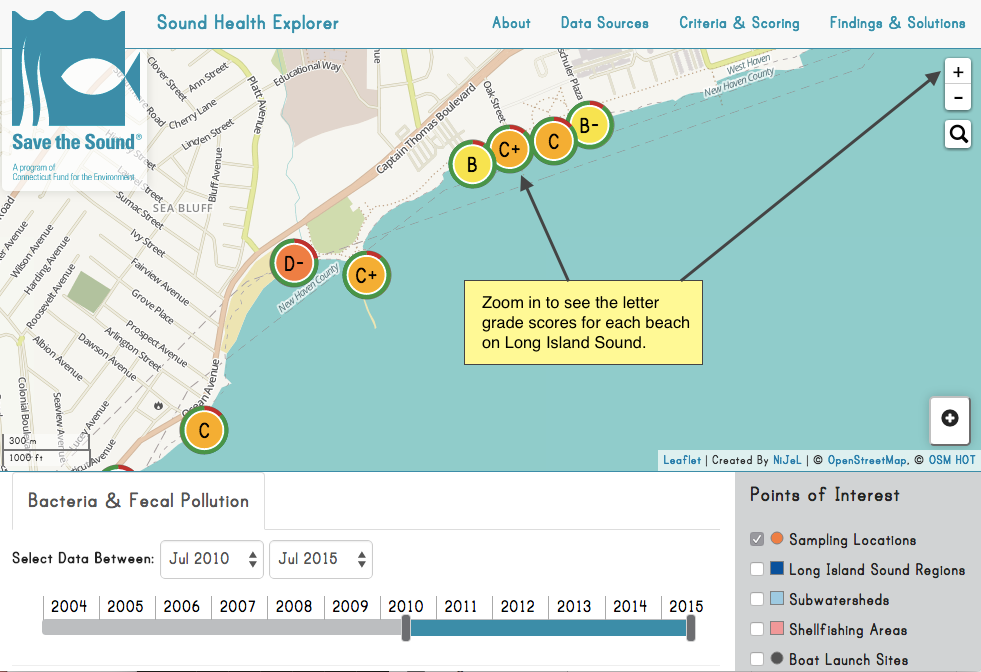 Sound Health Explorer
About
Data Sources
Criteria & Scoring
Findings & Solutions
Save the Sound®
A program of
Connecticut Fund for the Environment
Clover Street
Ann Street
Cherry Lane
Linden Street
Road
Platt Avenue
Bluff Avenue
Educational Way
Captain Thomas Boulevard
Oak Street
West Haven
New Haven County
+
−
B
C+
C
B-
SEA BLUFF
Street
Sumac Street
Ivy Street
Fairview Avenue
Grove Place
Prospect Avenue
Arlington Street
Dawson Avenue
Albion Avenue
Wilson Avenue
Harding Avenue
Roosevelt Avenue
Road
Ocean Avenue
Seaview Avenue
D-
C+
New Haven County
C
Zoom in to see the letter
grade scores for each beach
on Long Island Sound.
300 m
1000 ft
Leaflet | Created By NiJeL | © OpenStreetMap, © OSM HOT
Bacteria & Fecal Pollution
Select Data Between:
Jul 2010
Jul 2015
2004
2005
2006
2007
2008
2009
2010
2011
2012
2013
2014
2015
Points of Interest
Sampling Locations
Long Island Sound Regions
Subwatersheds
Shellfishing Areas
Boat Launch Sites